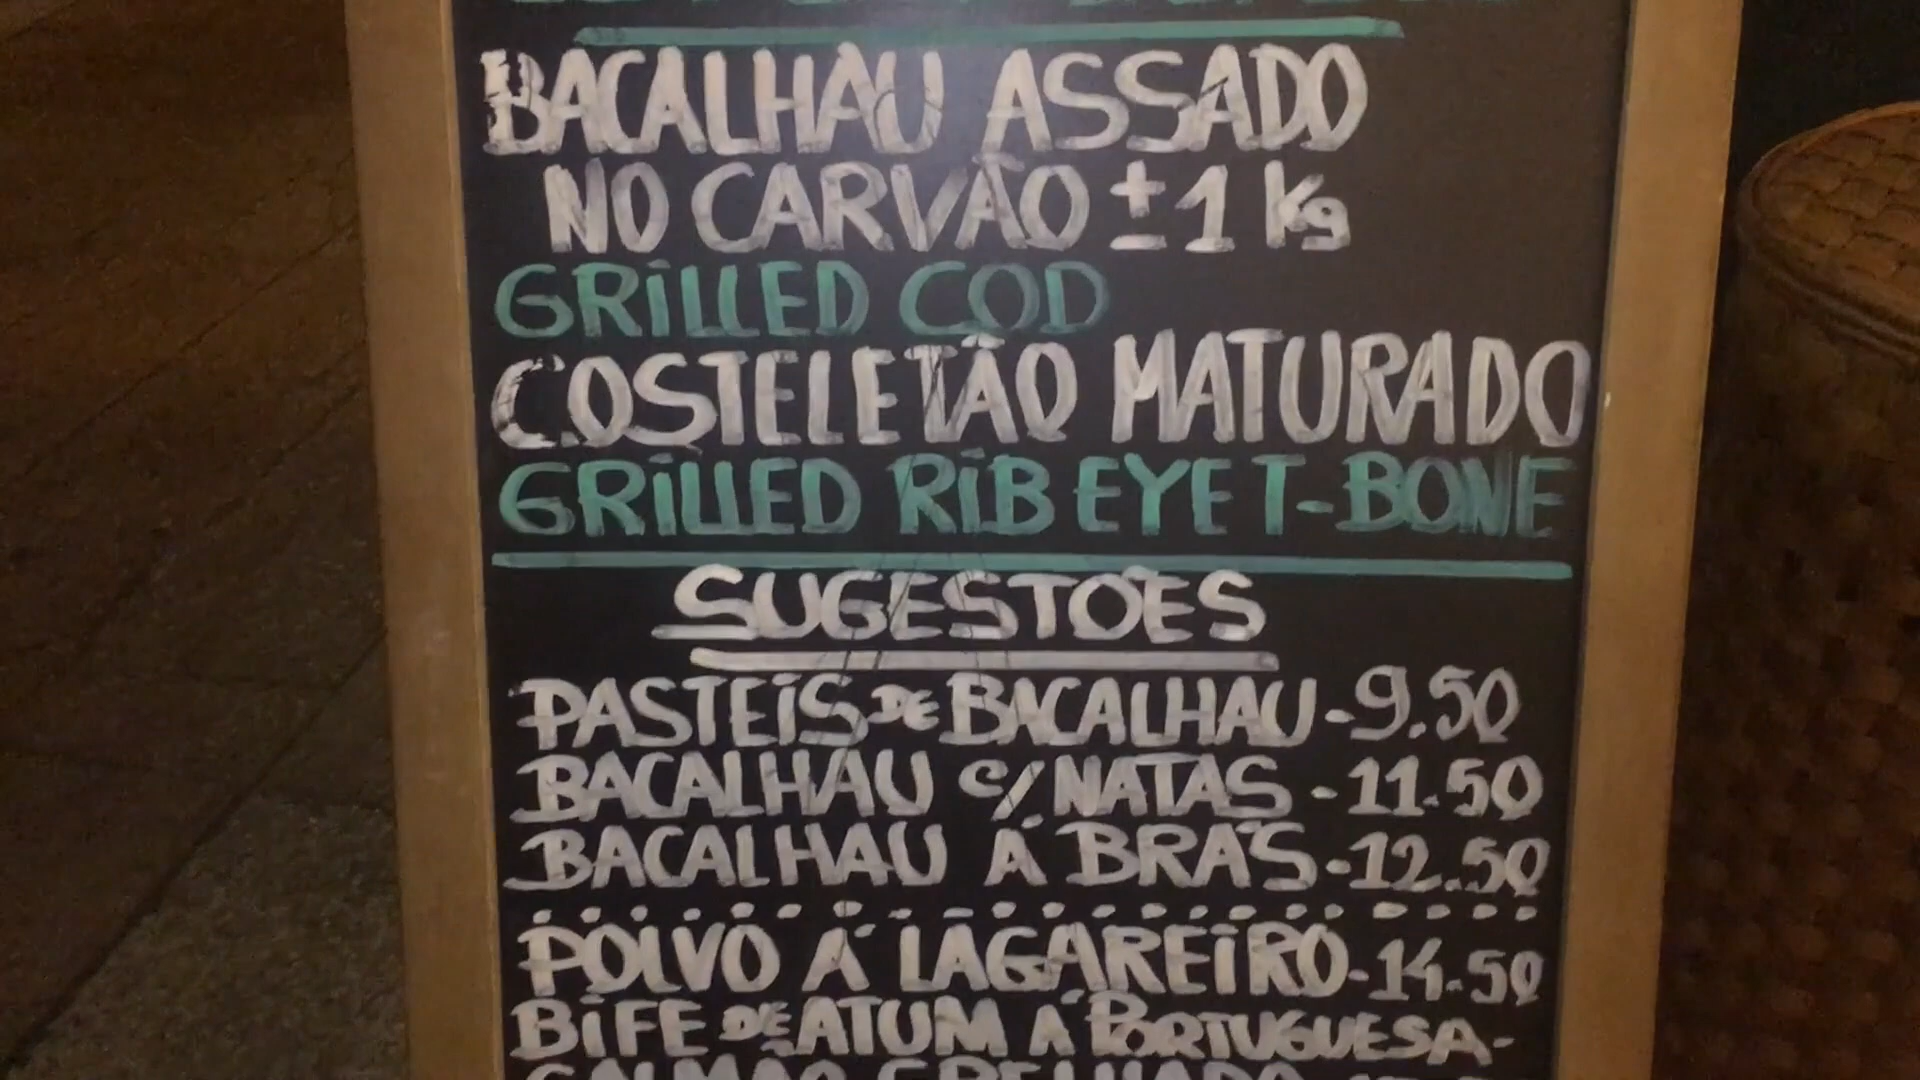 BACALHAU ASSADO
NO CARVÃO ±1 Kg
GRILLED COD
COSTELETÃO MATURADO
GRILLED RIB EYE T-BONE
SUGESTÕES
PASTEIS DE BACALHAU - 9.50
BACALHAU C/ NATAS - 11.50
BACALHAU Á BRÁS - 12.50
POLVO Á LAGAREIRO - 14.50
BIFE DE ATUM Á PORTUGUESA -